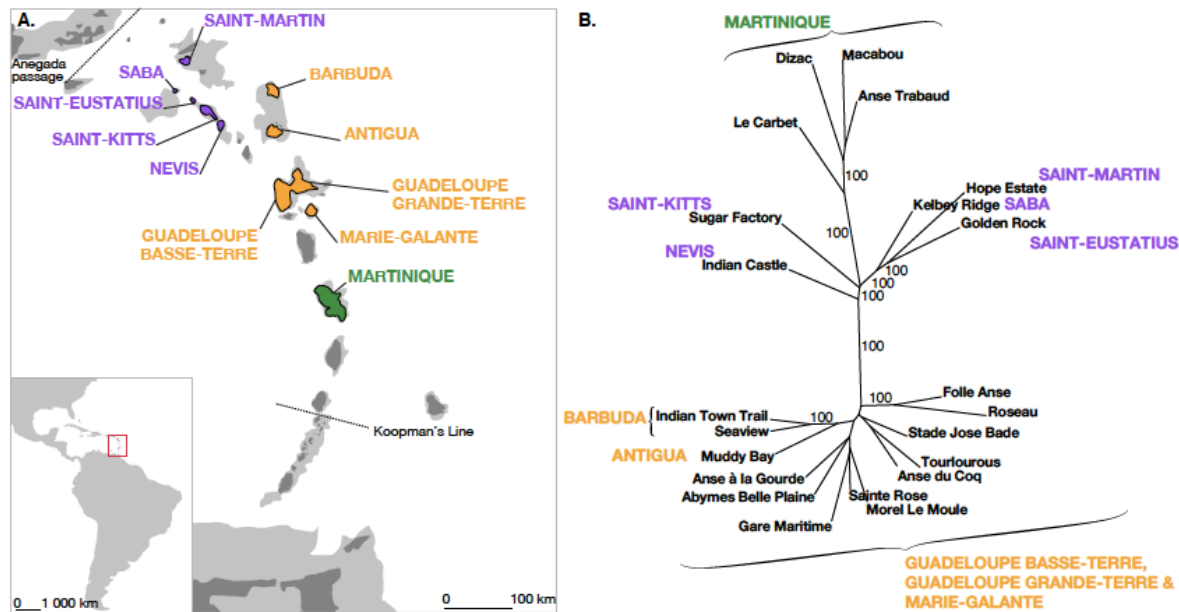 A.
SAINT-MARTIN
Anegada
passage
SABA
BARBUDA
SAINT-EUSTATIUS
SAINT-KITTS
ANTIGUA
NEVIS
GUADELOUPE
GRANDE-TERRE
GUADELOUPE
BASSE-TERRE
MARIE-GALANTE
MARTINIQUE
Koopman's Line
0 1 000 km
0 100 km
B.
MARTINIQUE
Dizac
Macabou
Anse Trabaud
Le Carbet
100
SAINT-MARTIN
Hope Estate
SAINT-KITTS
Kelbey Ridge SABA
Sugar Factory
Golden Rock
100
SAINT-EUSTATIUS
NEVIS
Indian Castle
100
100
100
100
100
Folle Anse
BARBUDA
Indian Town Trail
100
Roseau
Seaview
Stade Jose Bade
ANTIGUA
Muddy Bay
Tourlourous
Anse à la Gourde
Anse du Coq
Abymes Belle Plaine
Sainte Rose
Morel Le Moule
Gare Maritime
GUADELOUPE BASSE-TERRE,
GUADELOUPE GRANDE-TERRE &
MARIE-GALANTE